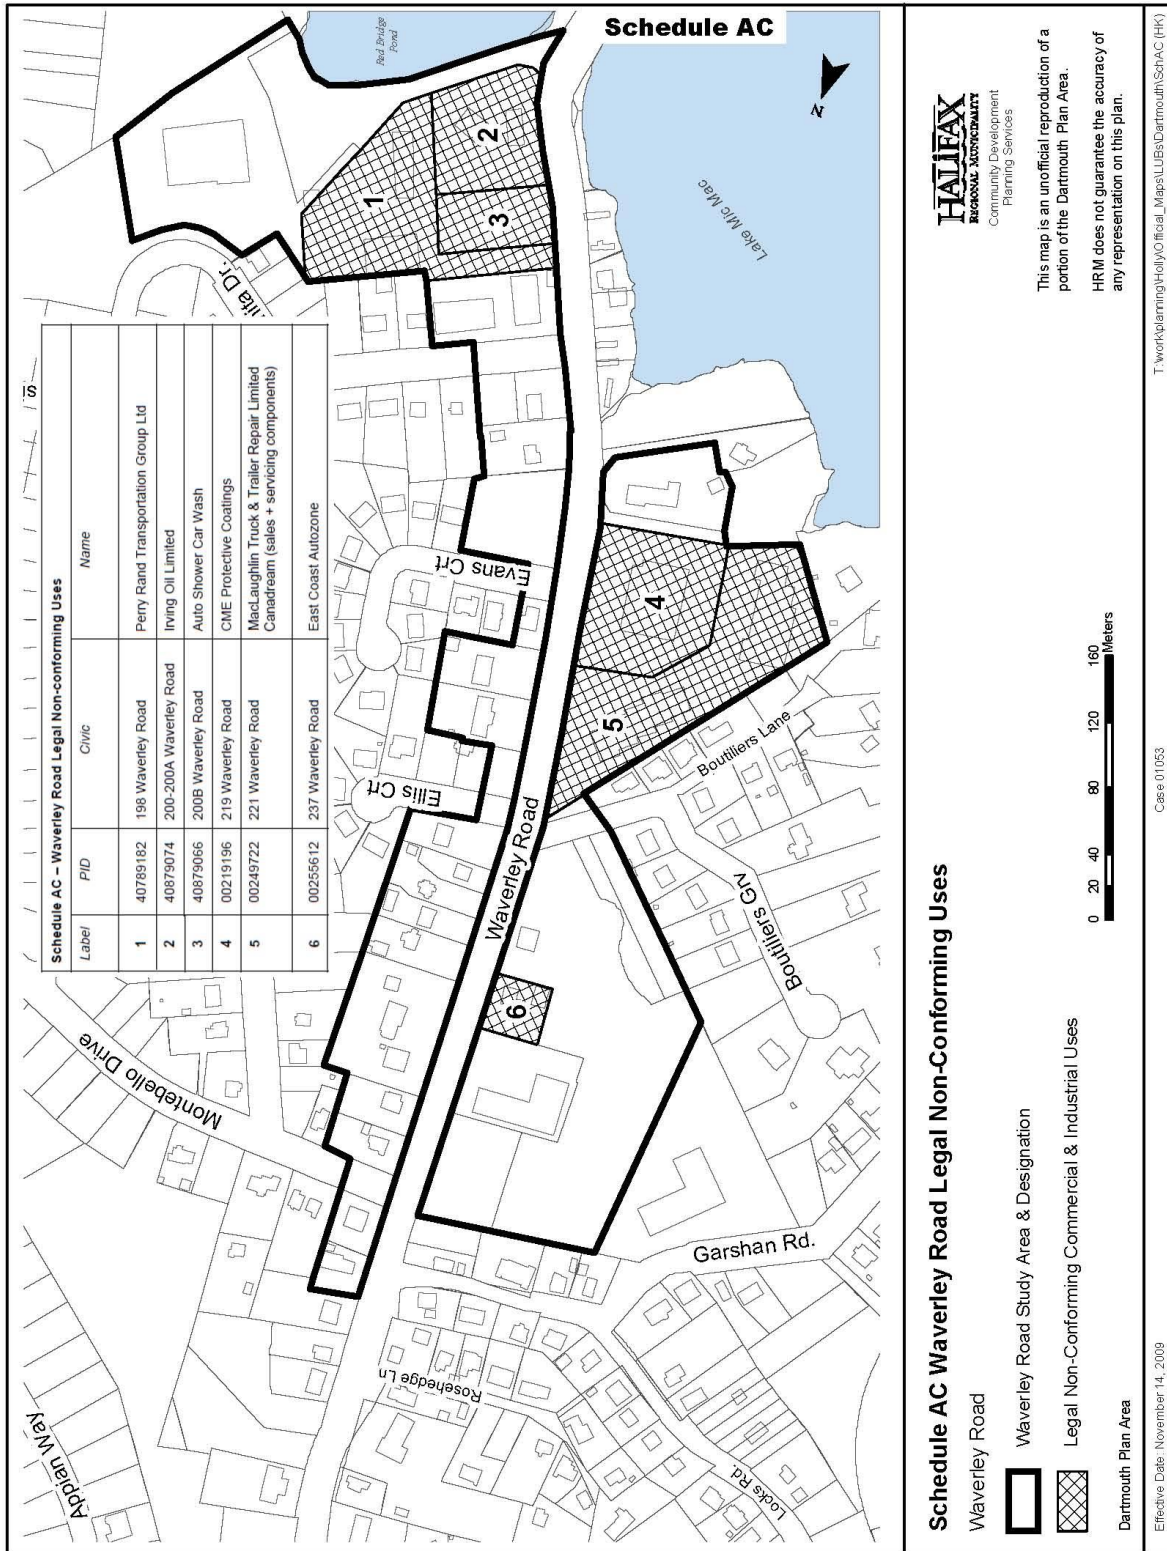 Schedule AC
Red Bridge
Pond
Lake Mic Mac
N
Schedule AC – Waverley Road Legal Non-conforming Uses
Label PID Civic Name
1 40789182 198 Waverley Road Perry Rand Transportation Group Ltd
2 40879074 200-200A Waverley Road Irving Oil Limited
3 40879066 200B Waverley Road Auto Shower Car Wash
4 00219196 219 Waverley Road CME Protective Coatings
5 00249722 221 Waverley Road MacLaughlin Truck & Trailer Repair Limited
Canadream (sales + servicing components)
6 00255612 237 Waverley Road East Coast Autozone
1
2
3
4
5
6
Appian Way
Montebello Drive
Ellis Crt
Evans Crt
Waverley Road
Boutiliers Lane
Boutiliers Grv
Garshan Rd.
Rosehedge Ln
Locks Rd.
Schedule AC Waverley Road Legal Non-Conforming Uses
Waverley Road
Waverley Road Study Area & Designation
Legal Non-Conforming Commercial & Industrial Uses
Dartmouth Plan Area
0 20 40 80 120 160
Meters
HALIFAX
REGIONAL MUNICIPALITY
Community Development
Planning Services
This map is an unofficial reproduction of a
portion of the Dartmouth Plan Area.
HRM does not guarantee the accuracy of
any representation on this plan.
Effective Date: November 14, 2009
Case 01053
T:\work\planning\Holly\Official_Maps\LUBs\Dartmouth\SchAC (HK)